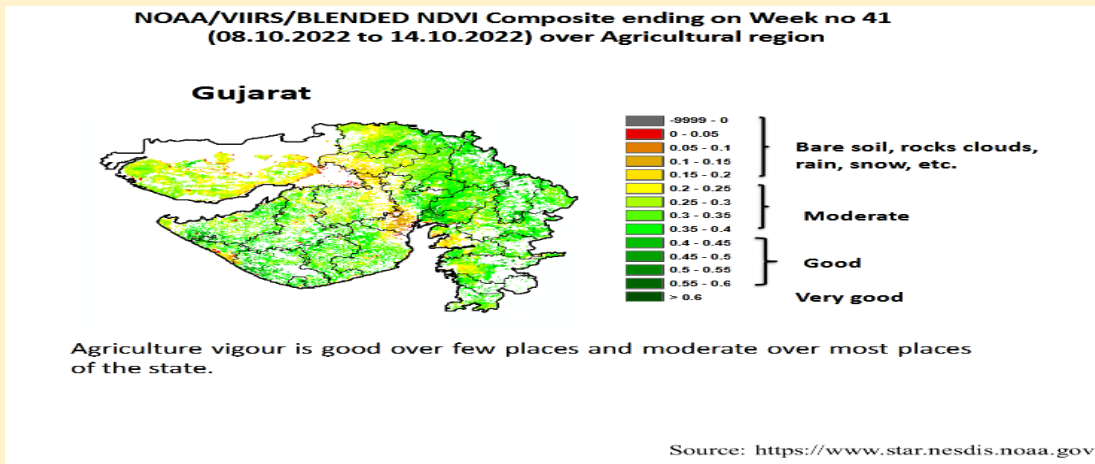 NOAA/VIIRS/BLENDED NDVI Composite ending on Week no 41
(08.10.2022 to 14.10.2022) over Agricultural region
Gujarat
-9999 - 0
0 - 0.05
0.05 - 0.1
0.1 - 0.15
0.15 - 0.2
0.2 - 0.25
0.25 - 0.3
0.3 - 0.35
0.35 - 0.4
0.4 - 0.45
0.45 - 0.5
0.5 - 0.55
0.55 - 0.6
> 0.6
Bare soil, rocks clouds,
rain, snow, etc.
Moderate
Good
Very good
Agriculture vigour is good over few places and moderate over most places
of the state.
Source: https://www.star.nesdis.noaa.gov